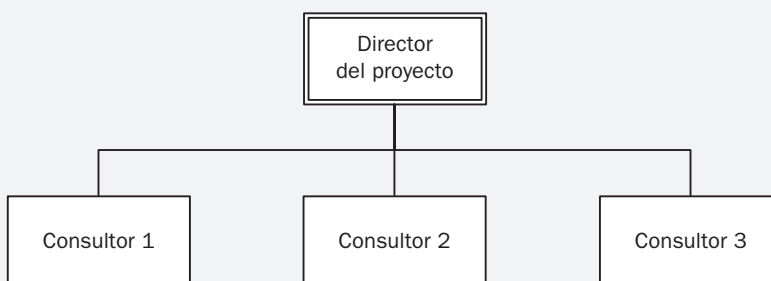 Director
del proyecto
Consultor 1
Consultor 2
Consultor 3